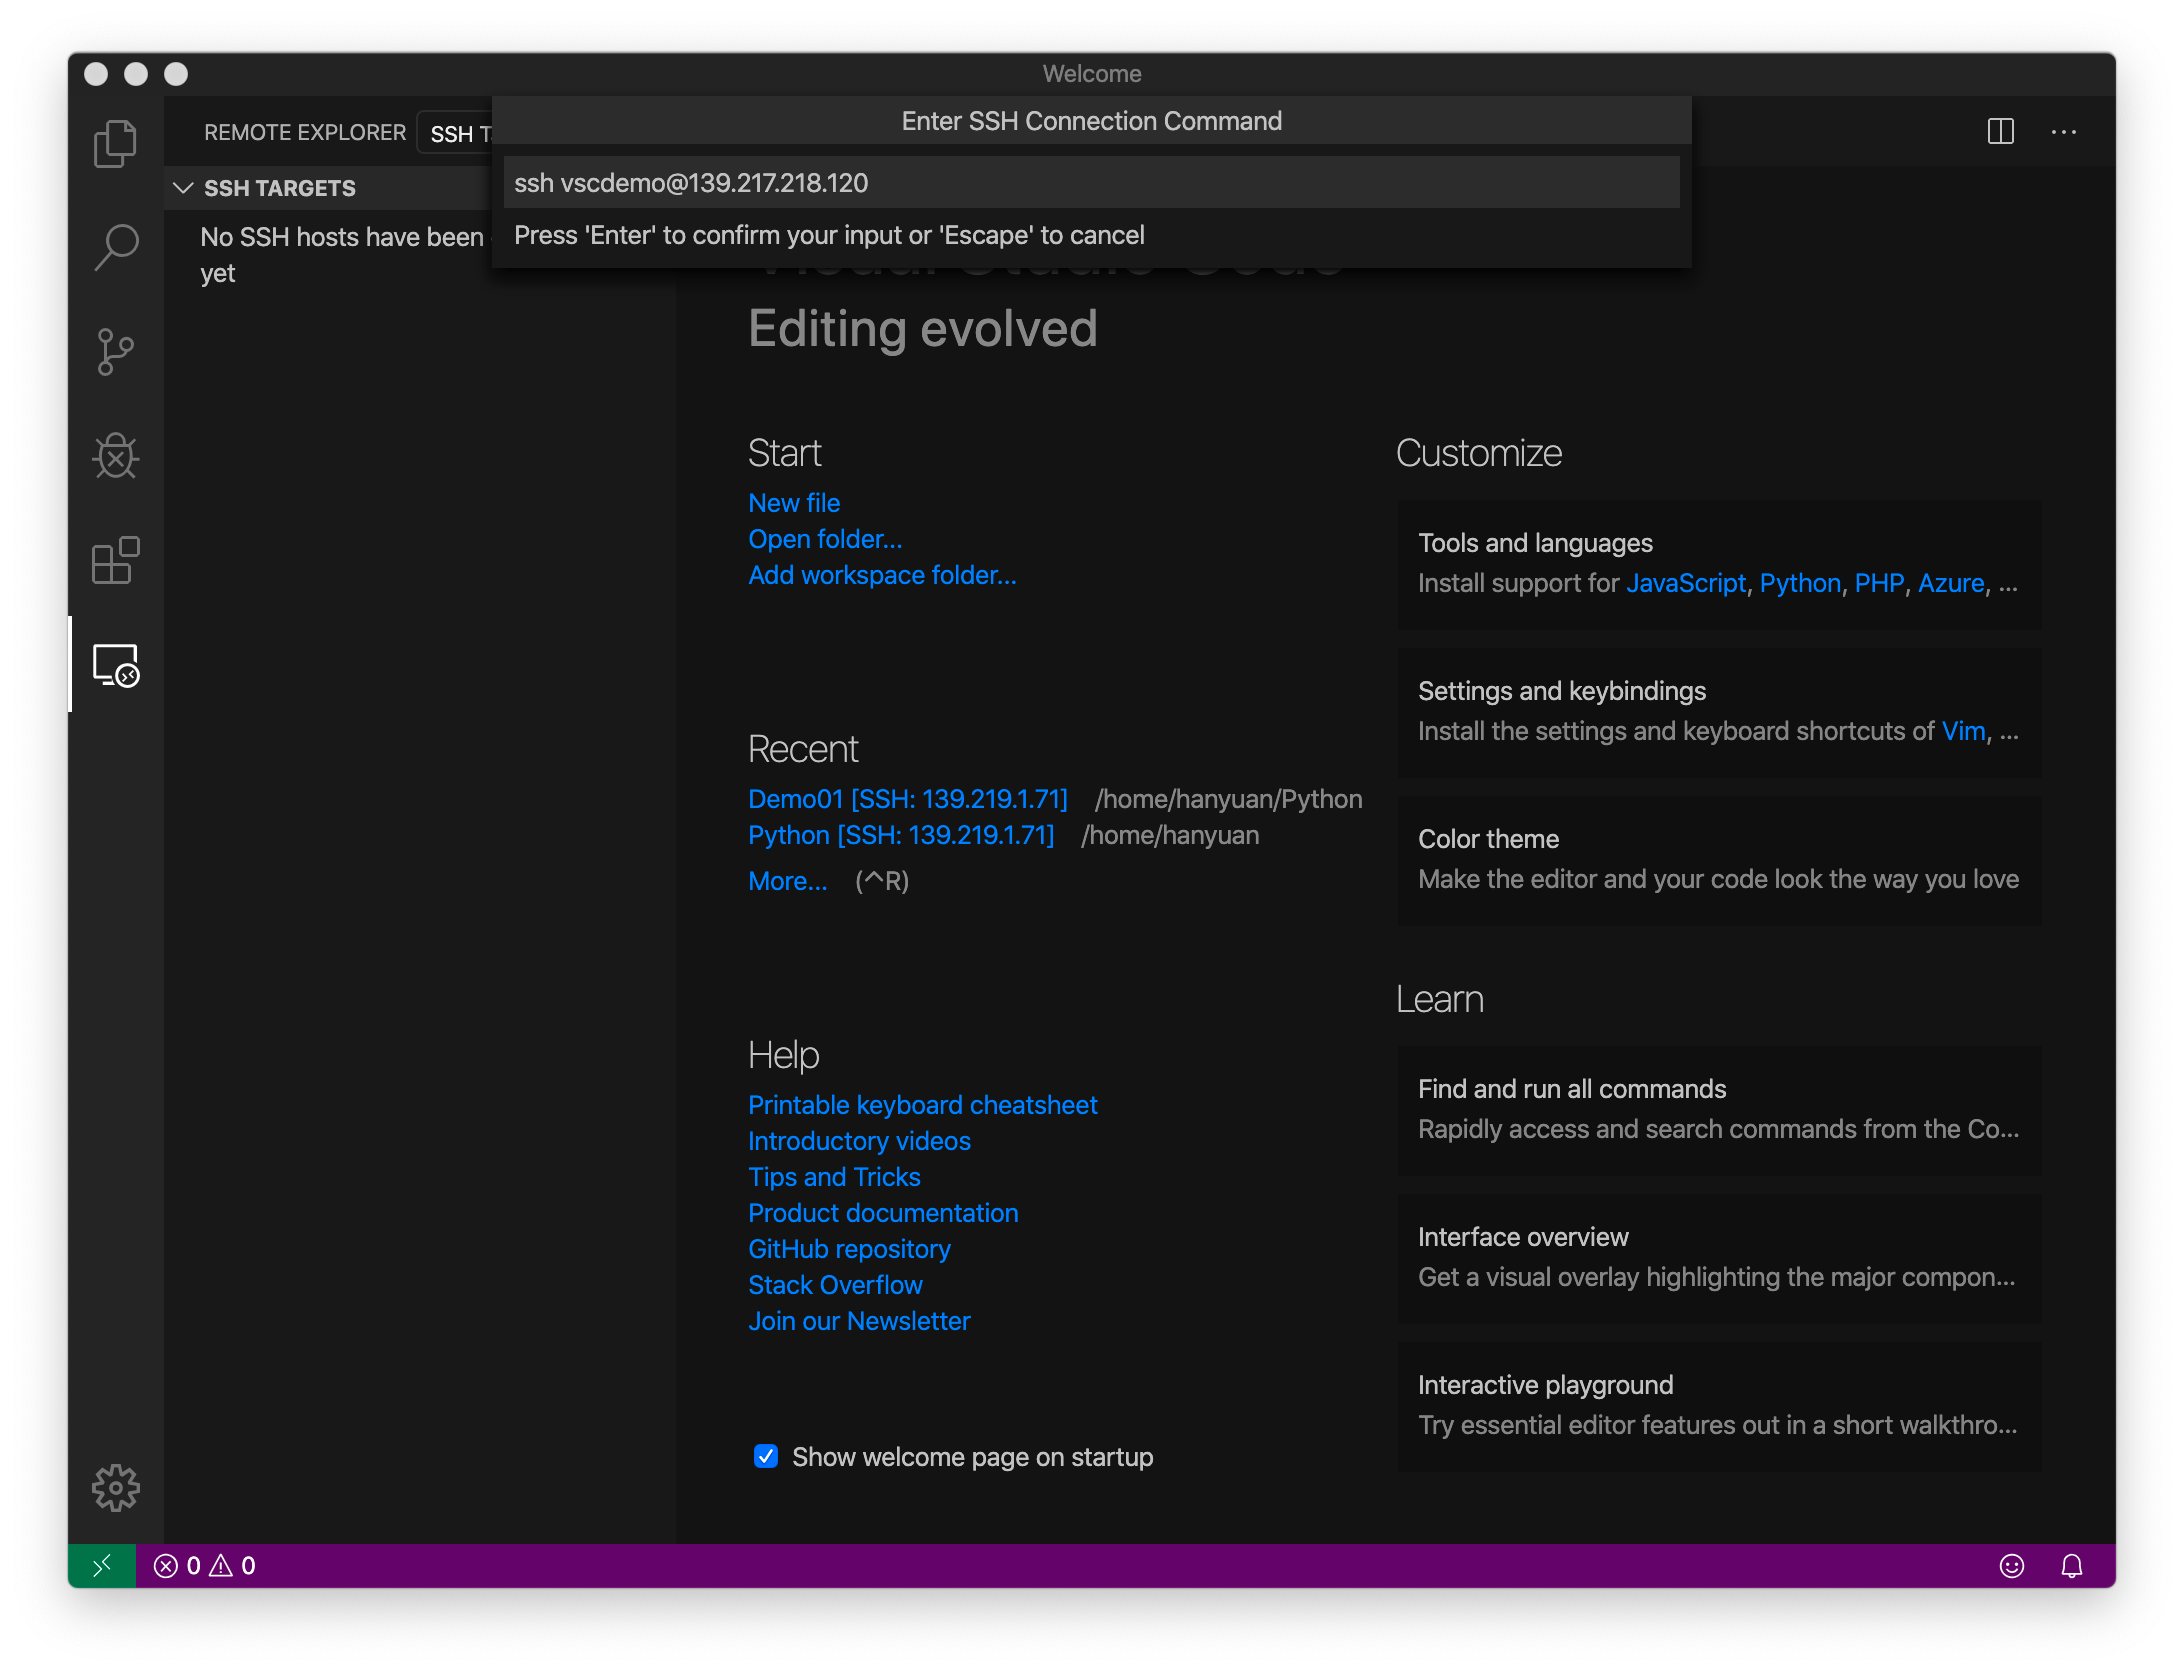 Welcome
REMOTE EXPLORER
SSH
Enter SSH Connection Command
ssh vscdemo@139.217.218.120
Press 'Enter' to confirm your input or 'Escape' to cancel
SSH TARGETS
No SSH hosts have been
yet
Editing evolved
Start
New file
Open folder...
Add workspace folder...
Recent
Demo01 [SSH: 139.219.1.71] /home/hanyuan/Python
Python [SSH: 139.219.1.71] /home/hanyuan
More... (^R)
Help
Printable keyboard cheatsheet
Introductory videos
Tips and Tricks
Product documentation
GitHub repository
Stack Overflow
Join our Newsletter
Show welcome page on startup
Customize
Tools and languages
Install support for JavaScript, Python, PHP, Azure, ...
Settings and keybindings
Install the settings and keyboard shortcuts of Vim, ...
Color theme
Make the editor and your code look the way you love
Learn
Find and run all commands
Rapidly access and search commands from the Co...
Interface overview
Get a visual overlay highlighting the major compon...
Interactive playground
Try essential editor features out in a short walkthro...
0 0